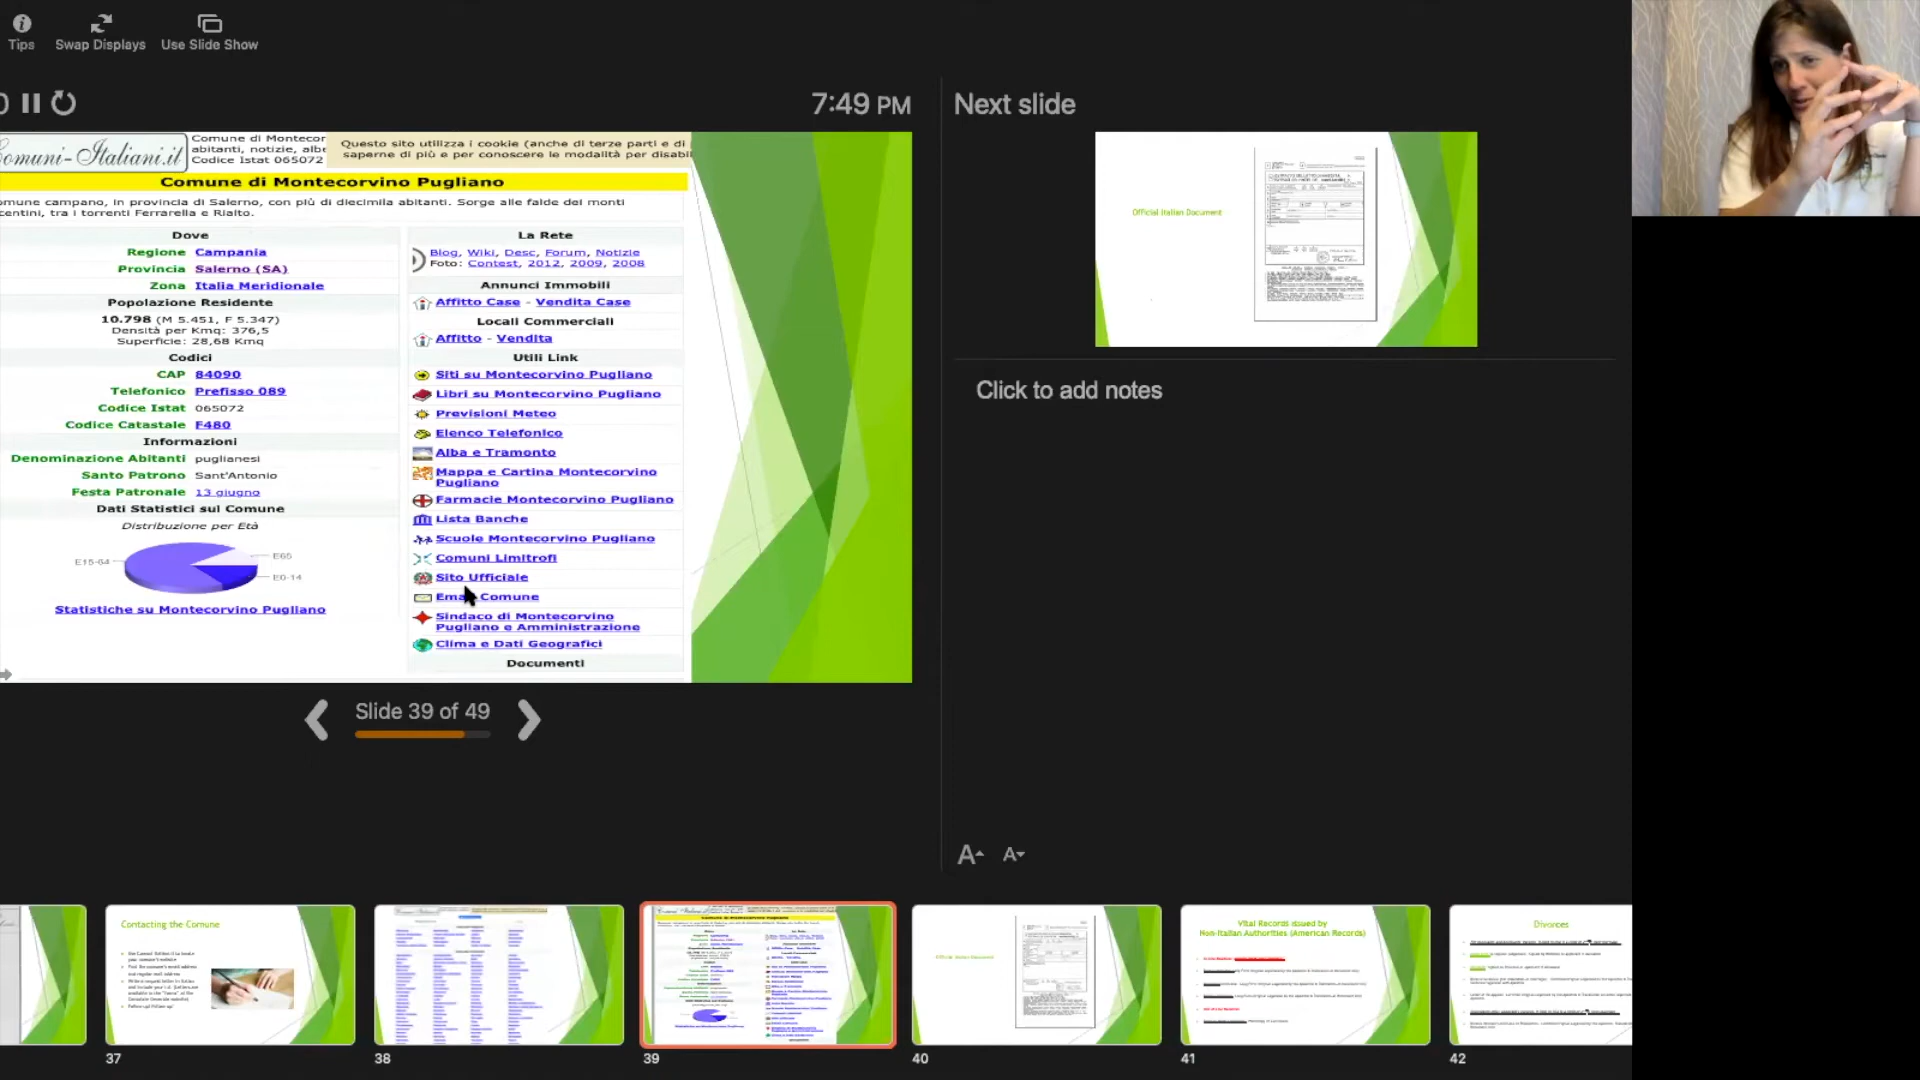 Tips
Swap Displays
Use Slide Show
7:49 PM
Next slide
omuni-Italiani.it
Comune di Montecor
abitanti, notizie, albe
Codice Istat 065072
Questo sito utilizza i cookie (anche di terze parti e di
saperne di più e per conoscere le modalità per disabil
Comune di Montecorvino Pugliano
omune campano, in provincia di Salerno, con più di diecimila abitanti. Sorge alle falde dei monti
centini, tra i torrenti Ferrarella e Rialto.
Dove
Regione Campania
Provincia Salerno (SA)
Zona Italia Meridionale
Popolazione Residente
10.798 (M 5.451, F 5.347)
Densità per Kmq: 376,5
Superficie: 28,68 Kmq
Codici
CAP 84090
Telefonico Prefisso 089
Codice Istat 065072
Codice Catastale F480
Informazioni
Denominazione Abitanti puglianesi
Santo Patrono Sant'Antonio
Festa Patronale 13 giugno
Dati Statistici sul Comune
Distribuzione per Età
E15-64
E65
E0-14
Statistiche su Montecorvino Pugliano
La Rete
Blog, Wiki, Desc, Forum, Notizie
Foto: Contest, 2012, 2009, 2008
Annunci Immobili
Affitto Case - Vendita Case
Locali Commerciali
Affitto - Vendita
Utili Link
Siti su Montecorvino Pugliano
Libri su Montecorvino Pugliano
Previsioni Meteo
Elenco Telefonico
Alba e Tramonto
Mappa e Cartina Montecorvino
Pugliano
Farmacie Montecorvino Pugliano
Lista Banche
Scuole Montecorvino Pugliano
Comuni Limitrofi
Sito Ufficiale
Ema Comune
Sindaco di Montecorvino
Pugliano e Amministrazione
Clima e Dati Geografici
Documenti
Official Italian Document
Click to add notes
Slide 39 of 49
A A
Contacting the Comune
Vital Records issued by
Non-Italian Authorities (American Records)
Divorces
Official Italian Document
37
38
39
40
41
42